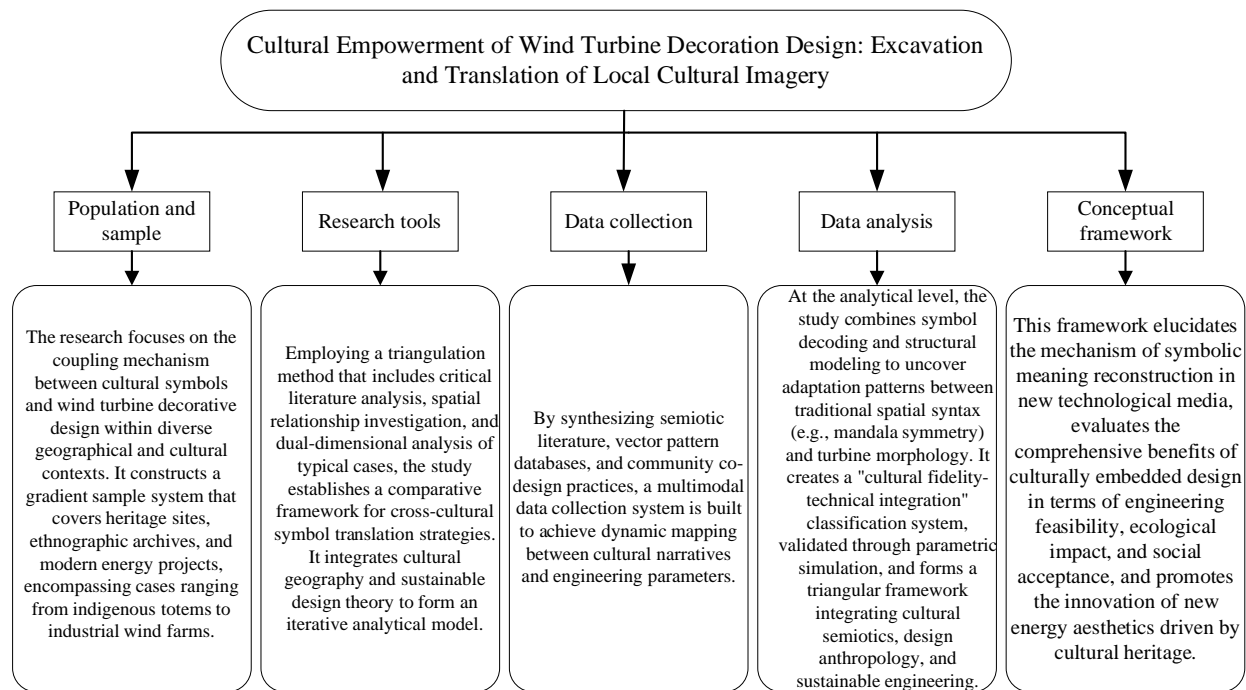 Cultural Empowerment of Wind Turbine Decoration Design: Excavation
and Translation of Local Cultural Imagery
Population and
sample
Research tools
Data collection
Data analysis
Conceptual
framework
The research focuses on the
coupling mechanism
between cultural symbols
and wind turbine decorative
design within diverse
geographical and cultural
contexts. It constructs a
gradient sample system that
covers heritage sites,
ethnographic archives, and
modern energy projects,
encompassing cases ranging
from indigenous totems to
industrial wind farms.
Employing a triangulation
method that includes critical
literature analysis, spatial
relationship investigation, and
dual-dimensional analysis of
typical cases, the study
establishes a comparative
framework for cross-cultural
symbol translation strategies.
It integrates cultural
geography and sustainable
design theory to form an
iterative analytical model.
By synthesizing semiotic
literature, vector pattern
databases, and community co-
design practices, a multimodal
data collection system is built
to achieve dynamic mapping
between cultural narratives
and engineering parameters.
At the analytical level, the
study combines symbol
decoding and structural
modeling to uncover
adaptation patterns between
traditional spatial syntax
(e.g., mandala symmetry)
and turbine morphology. It
creates a "cultural fidelity-
technical integration"
classification system,
validated through parametric
simulation, and forms a
triangular framework
integrating cultural
semiotics, design
anthropology, and
sustainable engineering.
This framework elucidates
the mechanism of symbolic
meaning reconstruction in
new technological media,
evaluates the
comprehensive benefits of
culturally embedded design
in terms of engineering
feasibility, ecological
impact, and social
acceptance, and promotes
the innovation of new
energy aesthetics driven by
cultural heritage.